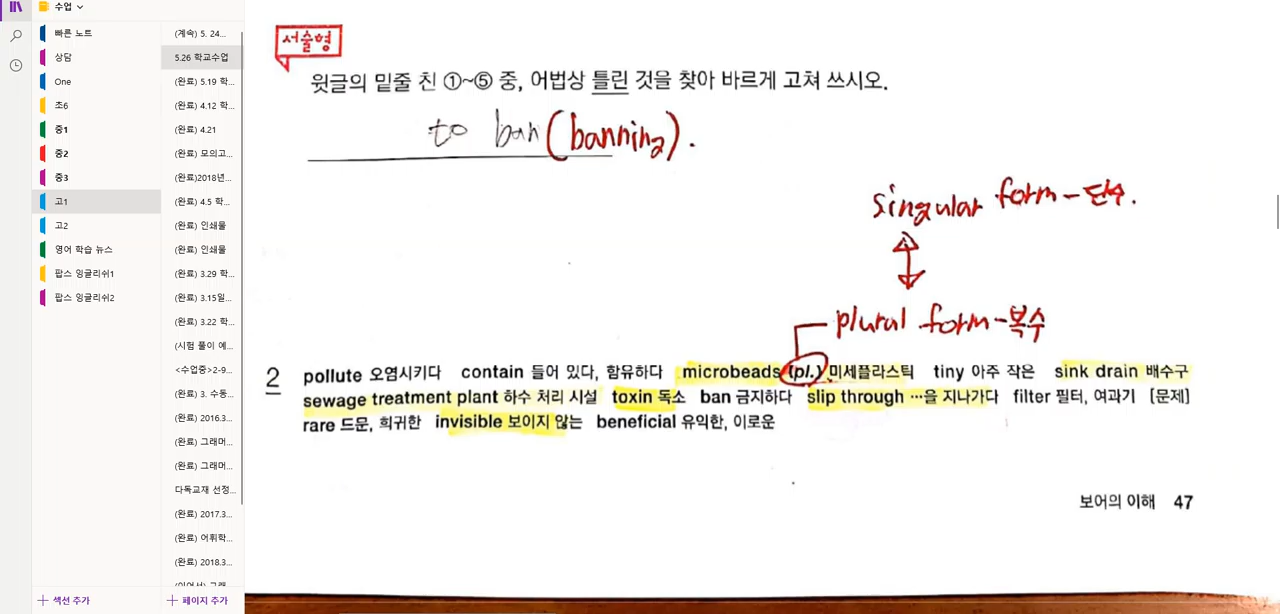 수업
빠른 노트
상담
One
초6
중1
중2
중3
고1
고2
영어 학습 뉴스
팝스 잉글리쉬1
팝스 잉글리쉬2
+ 섹션 추가
(계속) 5. 24...
5.26 학교수업
(완료) 5.19 학...
(완료) 4.12 학...
(완료) 4.21
(완료) 모의고...
(완료)2018년...
(완료) 4.5 학...
(완료) 인쇄물
(완료) 인쇄물
(완료) 3.29 학...
(완료) 3.15일...
(완료) 3.22 학...
(시험 풀이 예...
<수업중>2-9...
(완료) 3. 수동...
(완료) 2016.3...
(완료) 그래머...
(완료) 그래머...
다독교재 선정...
(완료) 2017.3...
(완료) 어휘학...
(완료) 2018.3...
+ 페이지 추가
서술형
윗글의 밑줄 친 ①~⑤ 중, 어법상 틀린 것을 찾아 바르게 고쳐 쓰시오.
to ban (banning).
singular form - 단수.
plural form - 복수
2 pollute 오염시키다 contain 들어 있다, 함유하다 microbeads (pl.) 미세플라스틱 tiny 아주 작은 sink drain 배수구
sewage treatment plant 하수 처리 시설 toxin 독소 ban 금지하다 slip through …을 지나가다 filter 필터, 여과기 [문제]
rare 드문, 희귀한 invisible 보이지 않는 beneficial 유익한, 이로운
보어의 이해 47